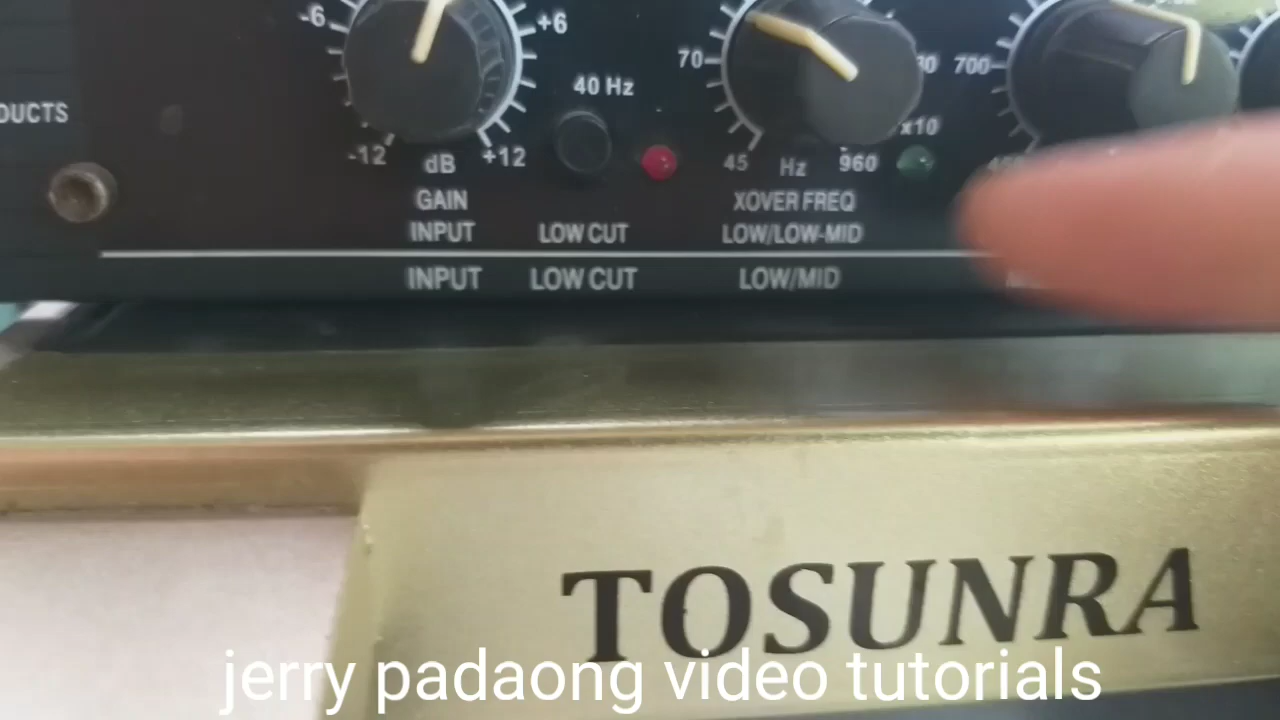 -6 +6
70 700
40 Hz
DUCTS
x10
-12 dB +12
45 Hz 960
GAIN
XOVER FREQ
INPUT LOW CUT LOW/LOW-MID
INPUT LOW CUT LOW/MID
TOSUNRA
jerry padaong video tutorials